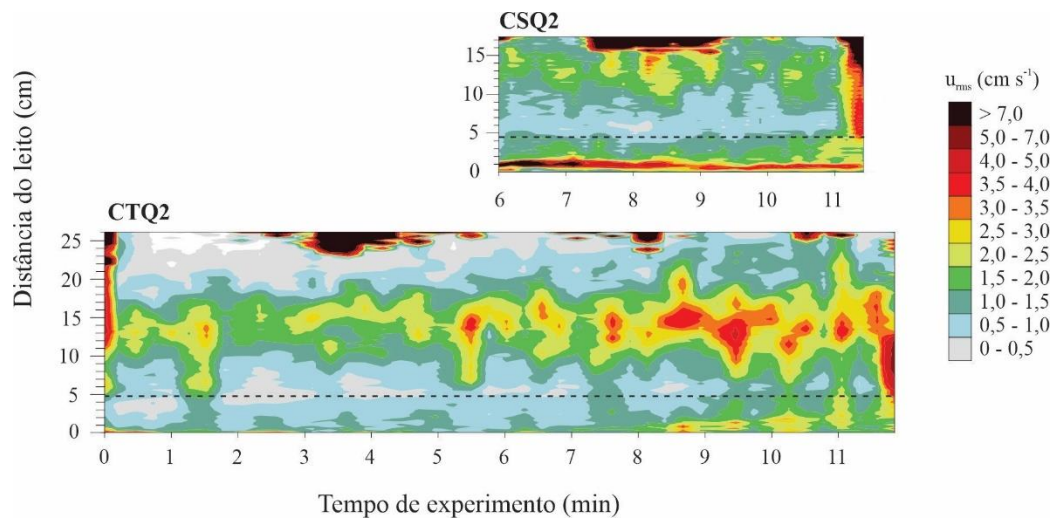 CSQ2
15
10
5
0
6 7 8 9 10 11
CTQ2
25
20
15
10
5
0
0 1 2 3 4 5 6 7 8 9 10 11
Distância do leito (cm)
Tempo de experimento (min)
uᵣₘₛ (cm s⁻¹)
> 7,0
5,0 - 7,0
4,0 - 5,0
3,5 - 4,0
3,0 - 3,5
2,5 - 3,0
2,0 - 2,5
1,5 - 2,0
1,0 - 1,5
0,5 - 1,0
0 - 0,5